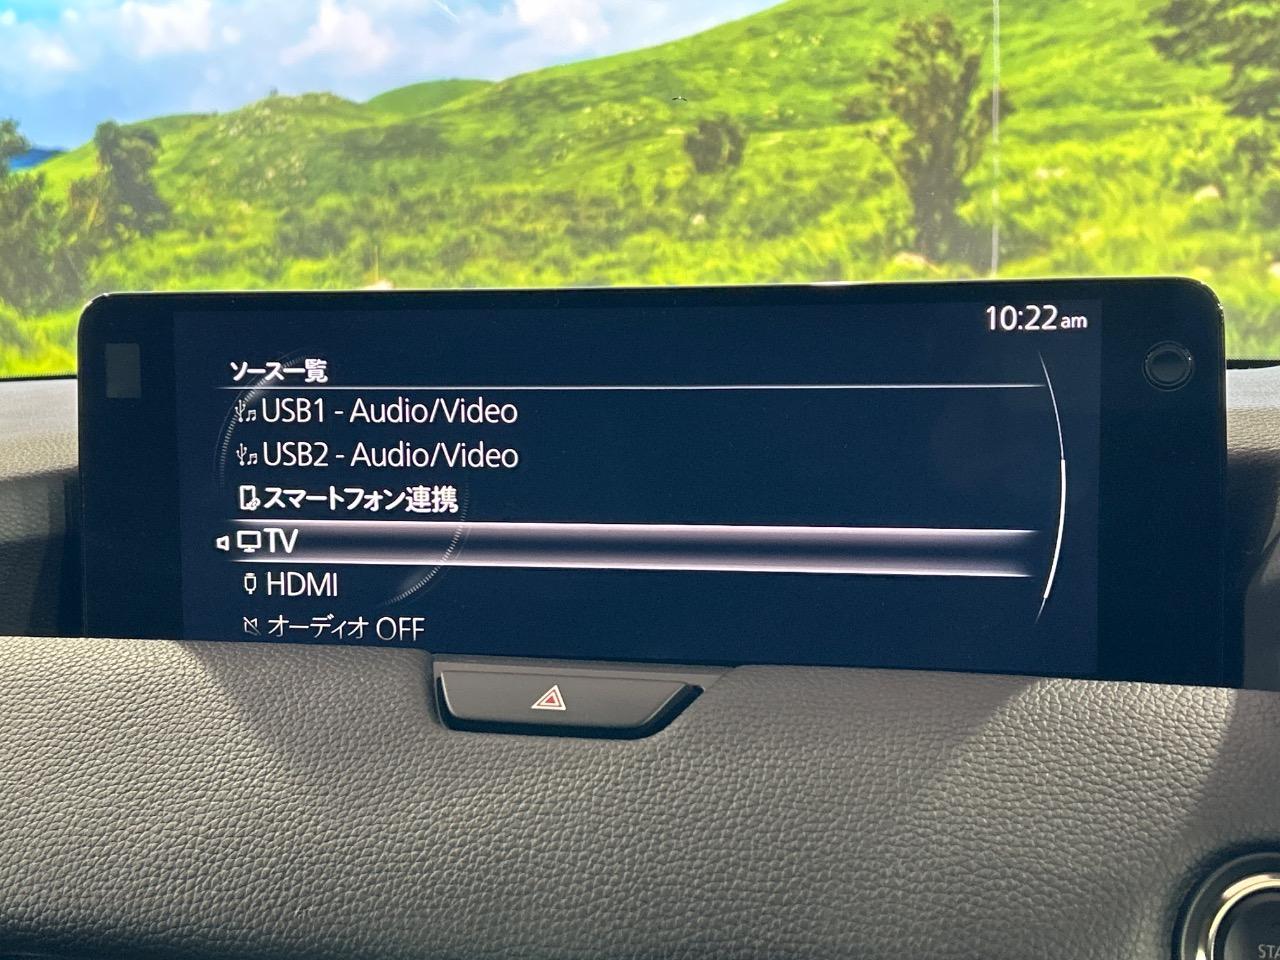 10:22am
ソース一覧
USB1 - Audio/Video
USB2 - Audio/Video
スマートフォン連携
TV
HDMI
オーディオ OFF